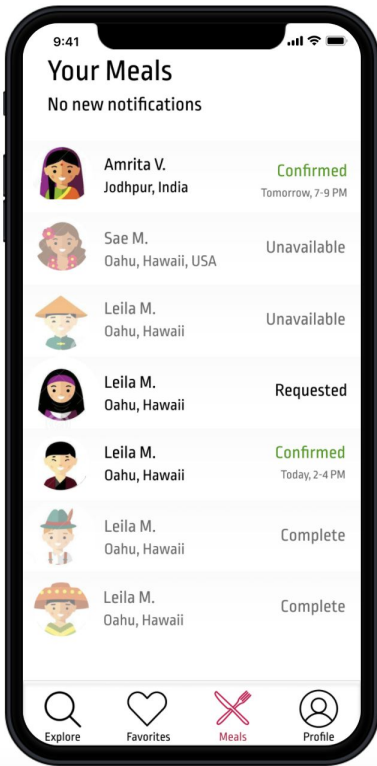 9:41
Your Meals
No new notifications
Amrita V.
Jodhpur, India
Confirmed
Tomorrow, 7-9 PM
Sae M.
Oahu, Hawaii, USA
Unavailable
Leila M.
Oahu, Hawaii
Unavailable
Leila M.
Oahu, Hawaii
Requested
Leila M.
Oahu, Hawaii
Confirmed
Today, 2-4 PM
Leila M.
Oahu, Hawaii
Complete
Leila M.
Oahu, Hawaii
Complete
Explore
Favorites
Meals
Profile